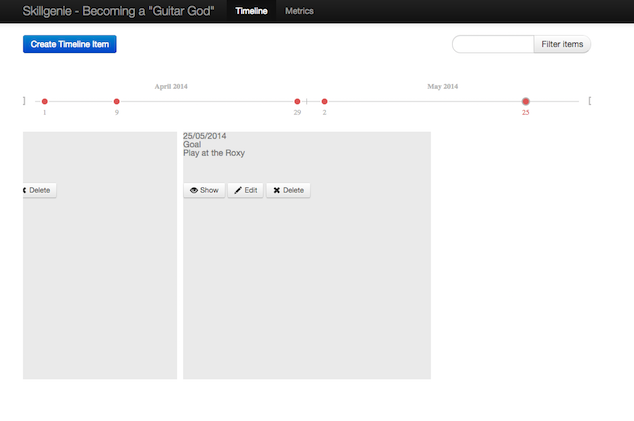 Skillgenie - Becoming a "Guitar God" Timeline Metrics
Create Timeline Item Filter items
April 2014 May 2014
1 9 29 2 25
25/05/2014
Goal
Play at the Roxy
Delete Show Edit Delete